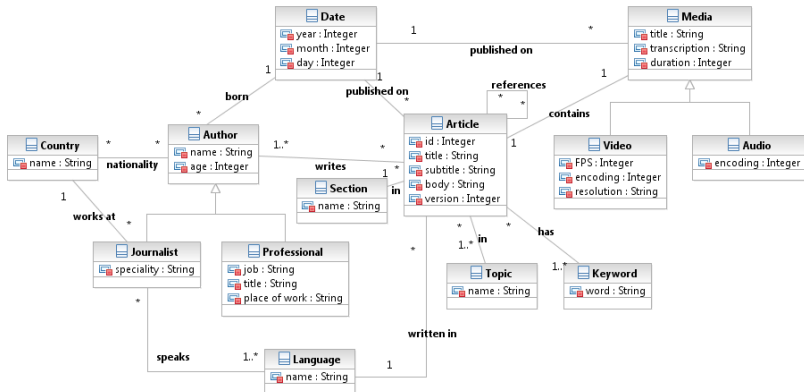 Date
year : Integer
month : Integer
day : Integer
Media
title : String
transcription : String
duration : Integer
1
*
published on
1
1
born
published on
*
*
references
*
*
1
contains
1
Country
name : String
*
*
nationality
Author
name : String
age : Integer
1..*
*
writes
Article
id : Integer
title : String
subtitle : String
body : String
version : Integer
Video
FPS : Integer
encoding : Integer
resolution : String
Audio
encoding : Integer
Section
name : String
1
*
in
1
works at
*
Journalist
speciality : String
Professional
job : String
title : String
place of work : String
*
in
1..*
*
has
1..*
Topic
name : String
Keyword
word : String
*
written in
1
*
speaks
1..*
Language
name : String